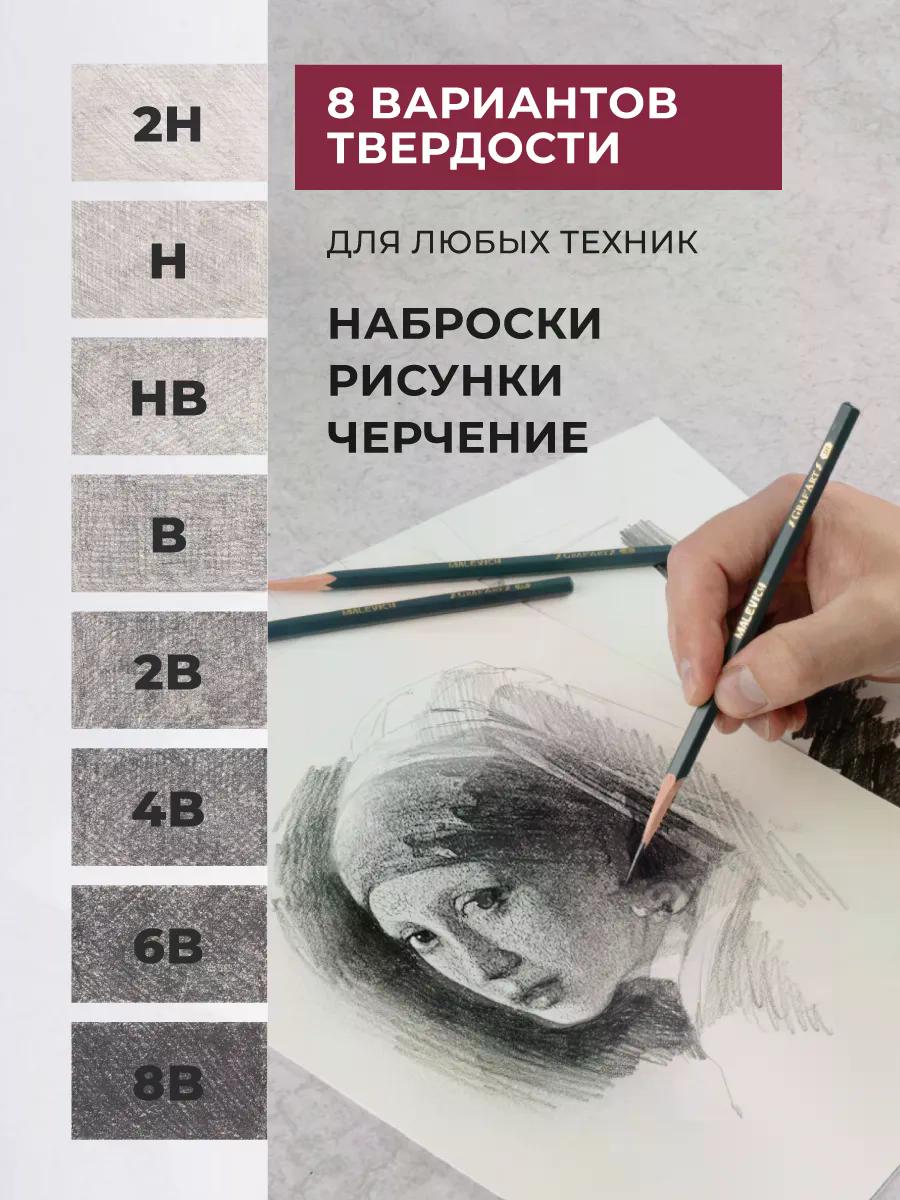 2H
H
HB
B
2B
4B
6B
8B
8 ВАРИАНТОВ
ТВЕРДОСТИ
ДЛЯ ЛЮБЫХ ТЕХНИК
НАБРОСКИ
РИСУНКИ
ЧЕРЧЕНИЕ
MALEVICH GRAFART
MALEVICH GRAFART
MALEVICH GRAFART